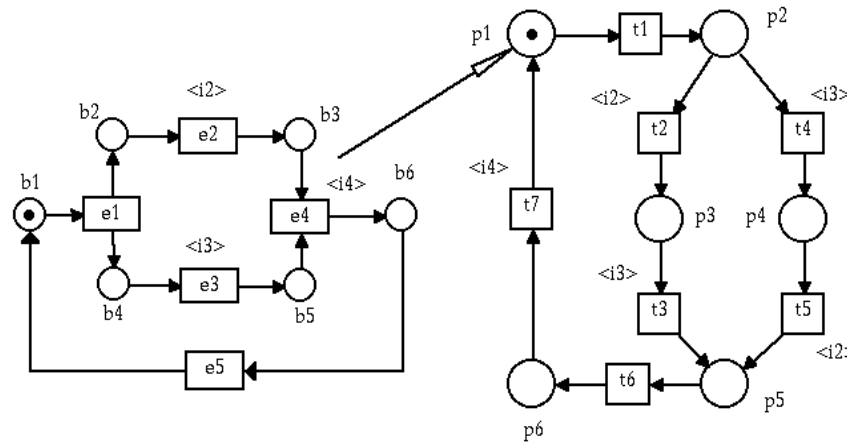 p1
t1
p2
<i2>
b2
e2
b3
<i2>
t2
t4
<i3>
b1
e1
<i4>
e4
b6
<i4>
t7
p3
p4
<i3>
e3
b4
b5
<i3>
t3
t5
<i2>
e5
t6
p6
p5